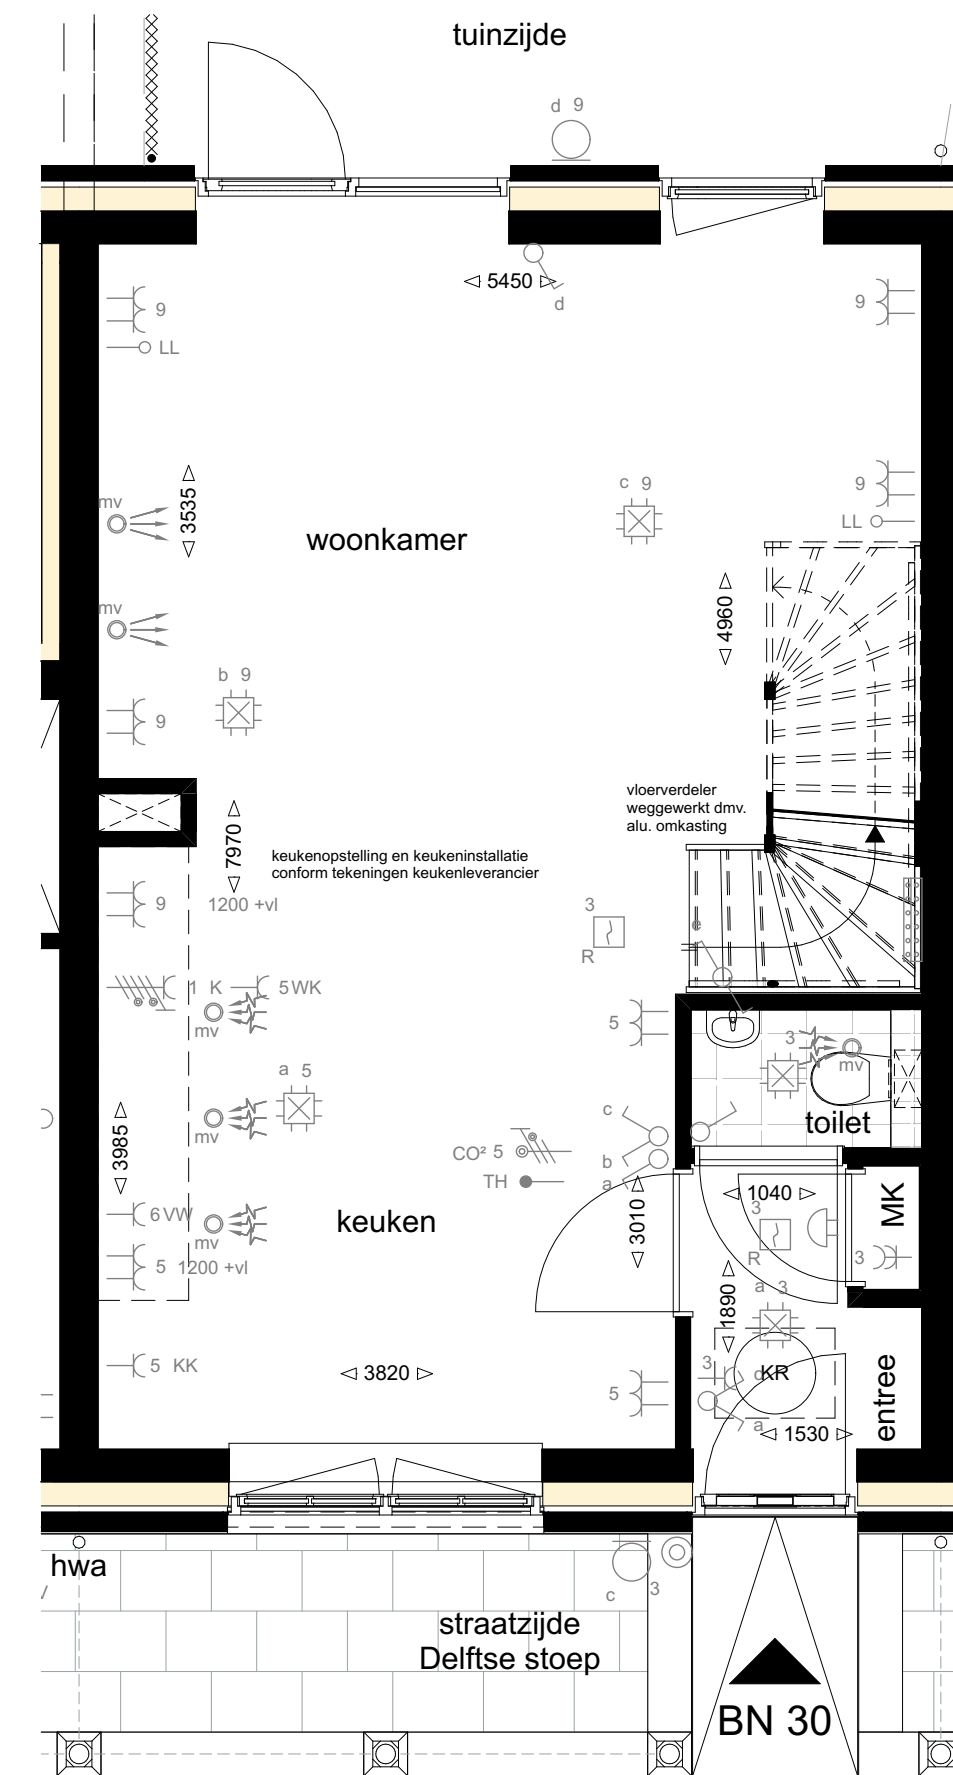 tuinzijde
d 9
5450
d
9
9
LL
mv
3535
c 9
9
LL
woonkamer
mv
4960
b 9
9
vloerverdeler
weggewerkt dmv.
alu. omkasting
7970
keukenopstelling en keukeninstallatie
conform tekeningen keukenleverancier
9
1200 +vl
3
R
e
1 K
5WK
mv
5
3
mv
a 5
mv
3985
c
toilet
CO² 5
b
a
TH
1040
MK
6VW
mv
keuken
3010
3
R
3
5
1200 +vl
1890
a 3
5 KK
3820
5
3
c
KR
a
entree
1530
hwa
c
3
straatzijde
Delftse stoep
BN 30